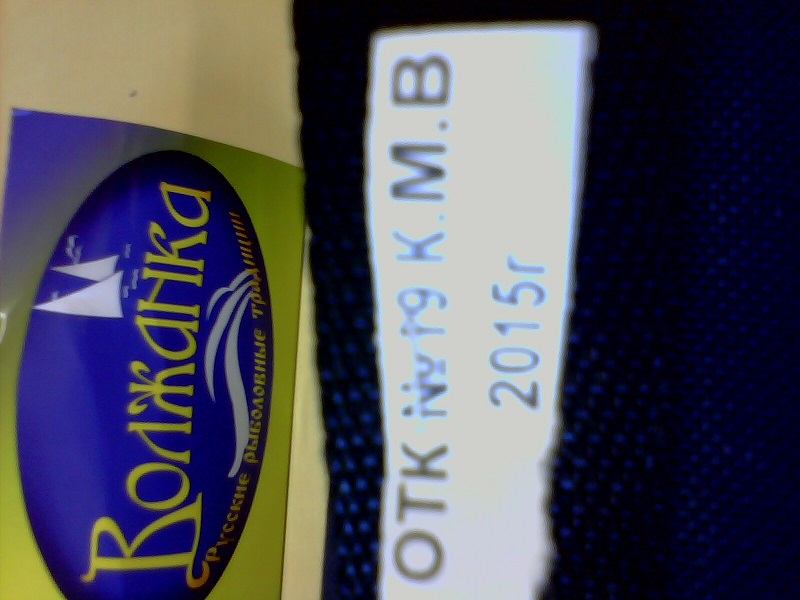 Волжанка
Русские рыболовные традиции
ОТК №19 К.М.В
2015г